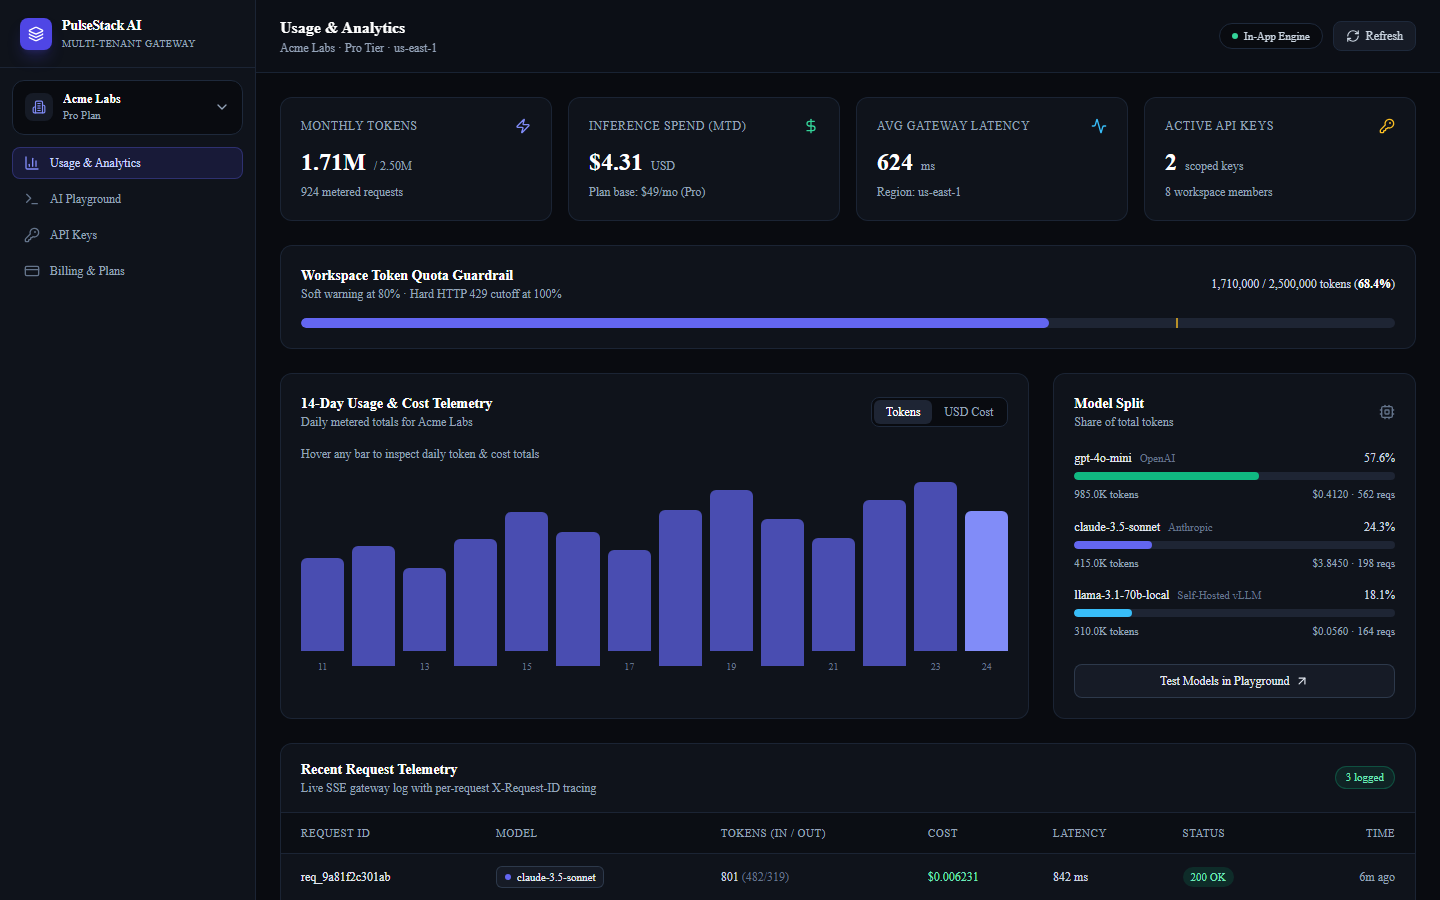 PulseStack AI
MULTI-TENANT GATEWAY
Acme Labs
Pro Plan
Usage & Analytics
AI Playground
API Keys
Billing & Plans
Usage & Analytics
Acme Labs · Pro Tier · us-east-1
In-App Engine
Refresh
MONTHLY TOKENS
1.71M / 2.50M
924 metered requests
INFERENCE SPEND (MTD)
$4.31 USD
Plan base: $49/mo (Pro)
AVG GATEWAY LATENCY
624 ms
Region: us-east-1
ACTIVE API KEYS
2 scoped keys
8 workspace members
Workspace Token Quota Guardrail
Soft warning at 80% · Hard HTTP 429 cutoff at 100%
1,710,000 / 2,500,000 tokens (68.4%)
14-Day Usage & Cost Telemetry
Daily metered totals for Acme Labs
Tokens USD Cost
Hover any bar to inspect daily token & cost totals
11 13 15 17 19 21 23 24
Model Split
Share of total tokens
gpt-4o-mini OpenAI 57.6%
985.0K tokens $0.4120 · 562 reqs
claude-3.5-sonnet Anthropic 24.3%
415.0K tokens $3.8450 · 198 reqs
llama-3.1-70b-local Self-Hosted vLLM 18.1%
310.0K tokens $0.0560 · 164 reqs
Test Models in Playground
Recent Request Telemetry
Live SSE gateway log with per-request X-Request-ID tracing
3 logged
REQUEST ID MODEL TOKENS (IN / OUT) COST LATENCY STATUS TIME
req_9a81f2c301ab claude-3.5-sonnet 801 (482/319) $0.006231 842 ms 200 OK 6m ago